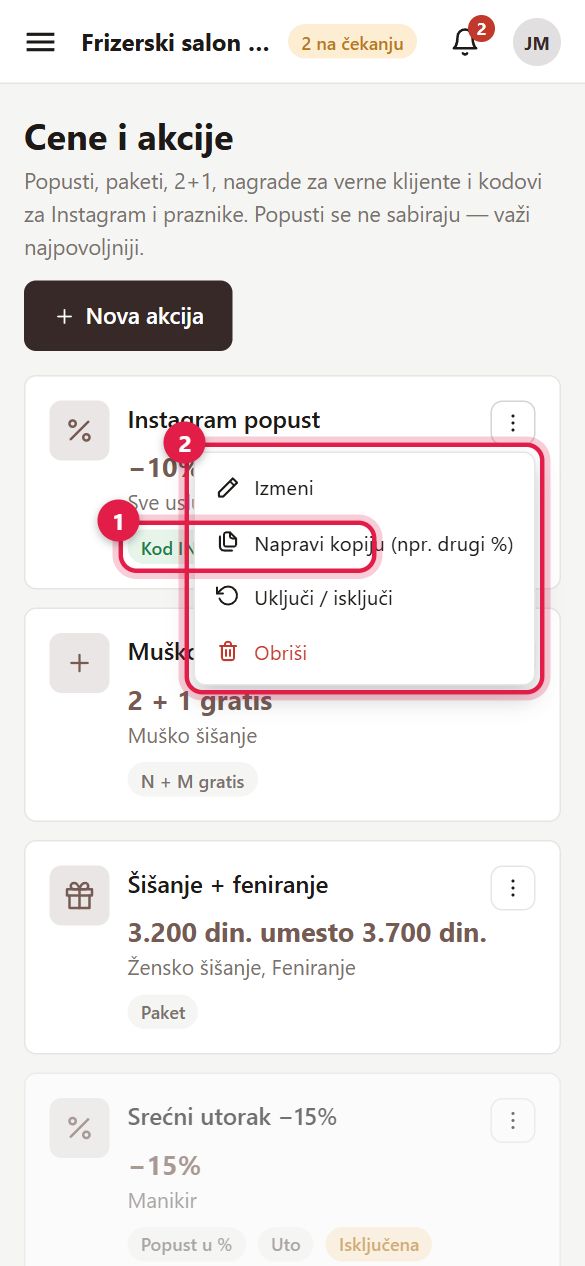 Frizerski salon ...
2 na čekanju
2
JM
Cene i akcije
Popusti, paketi, 2+1, nagrade za verne klijente i kodovi
za Instagram i praznike. Popusti se ne sabiraju — važi
najpovoljniji.
+ Nova akcija
Instagram popust
2
−10%
Sve
1
Kod
Izmeni
Napravi kopiju (npr. drugi %)
Uključi / isključi
Obriši
2 + 1 gratis
Muško šišanje
N + M gratis
Šišanje + feniranje
3.200 din. umesto 3.700 din.
Žensko šišanje, Feniranje
Paket
Srećni utorak −15%
−15%
Manikir
Popust u %
Uto
Isključena